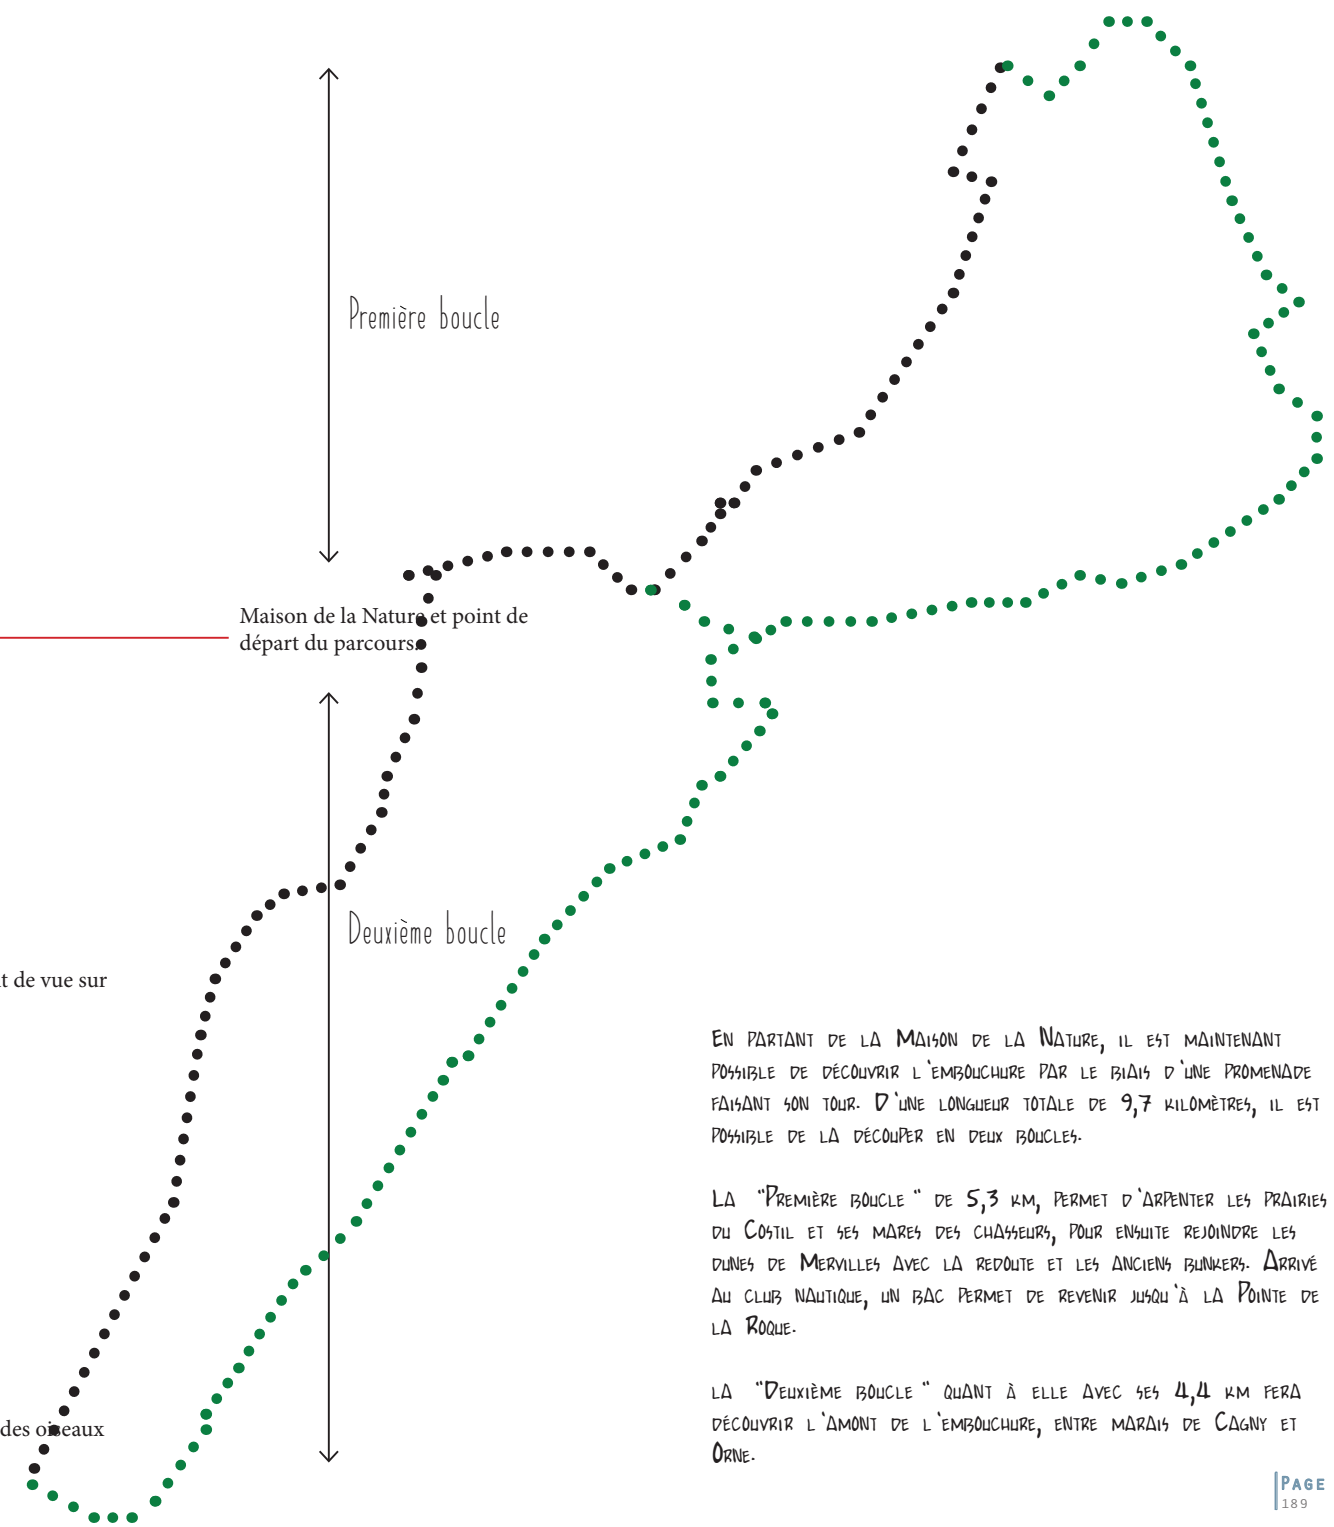 Première boucle
Maison de la Nature et point de
départ du parcours.
Deuxième boucle
de vue sur
des oiseaux
En partant de la Maison de la Nature, il est maintenant
possible de découvrir l'embouchure par le biais d'une promenade
faisant son tour. D'une longueur totale de 9,7 kilomètres, il est
possible de la découper en deux boucles.
La "Première boucle" de 5,3 km, permet d'arpenter les prairies
du Costil et ses mares des chasseurs, pour ensuite rejoindre les
dunes de Mervilles avec la redoute et les anciens bunkers. Arrivé
au club nautique, un bac permet de revenir jusqu'à la Pointe de
la Roque.
la "Deuxième boucle" quant à elle avec ses 4,4 km fera
découvrir l'amont de l'embouchure, entre marais de Cagny et
Orne.
Page
189